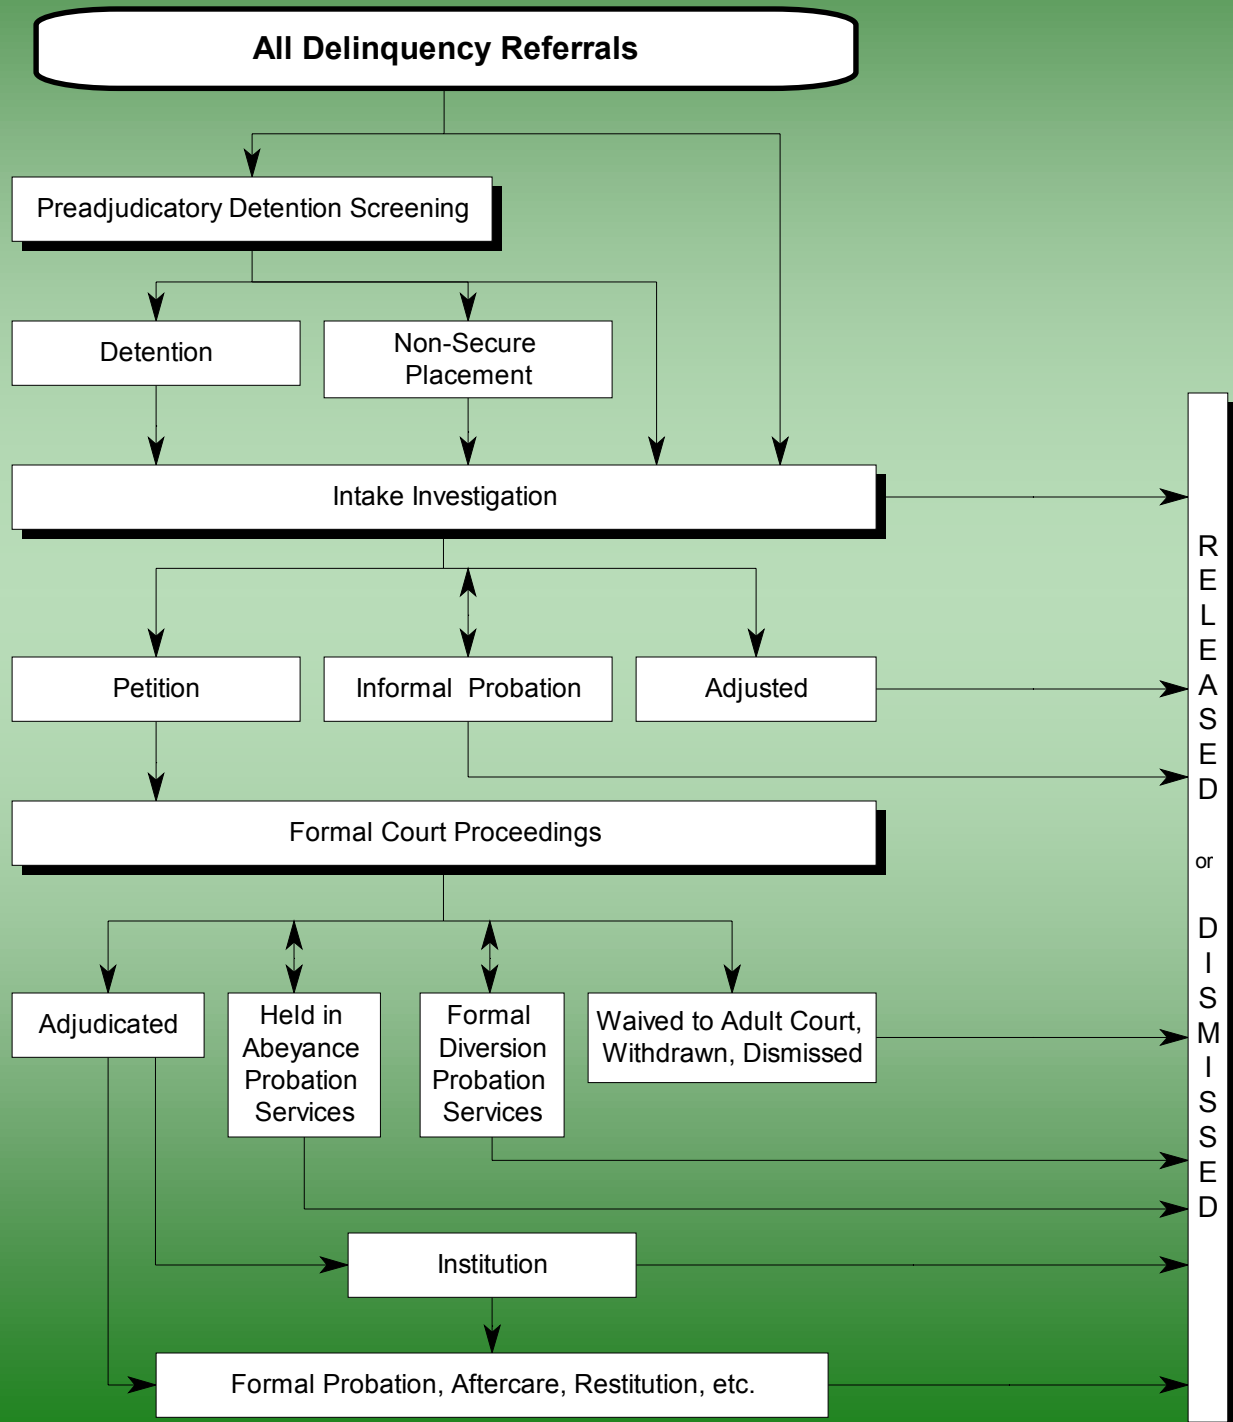 All Delinquency Referrals
Preadjudicatory Detention Screening
Detention
Non-Secure
Placement
Intake Investigation
Petition
Informal Probation
Adjusted
Formal Court Proceedings
Adjudicated
Held in
Abeyance
Probation
Services
Formal
Diversion
Probation
Services
Waived to Adult Court,
Withdrawn, Dismissed
Institution
Formal Probation, Aftercare, Restitution, etc.
R
E
L
E
A
S
E
D
or
D
I
S
M
I
S
S
E
D